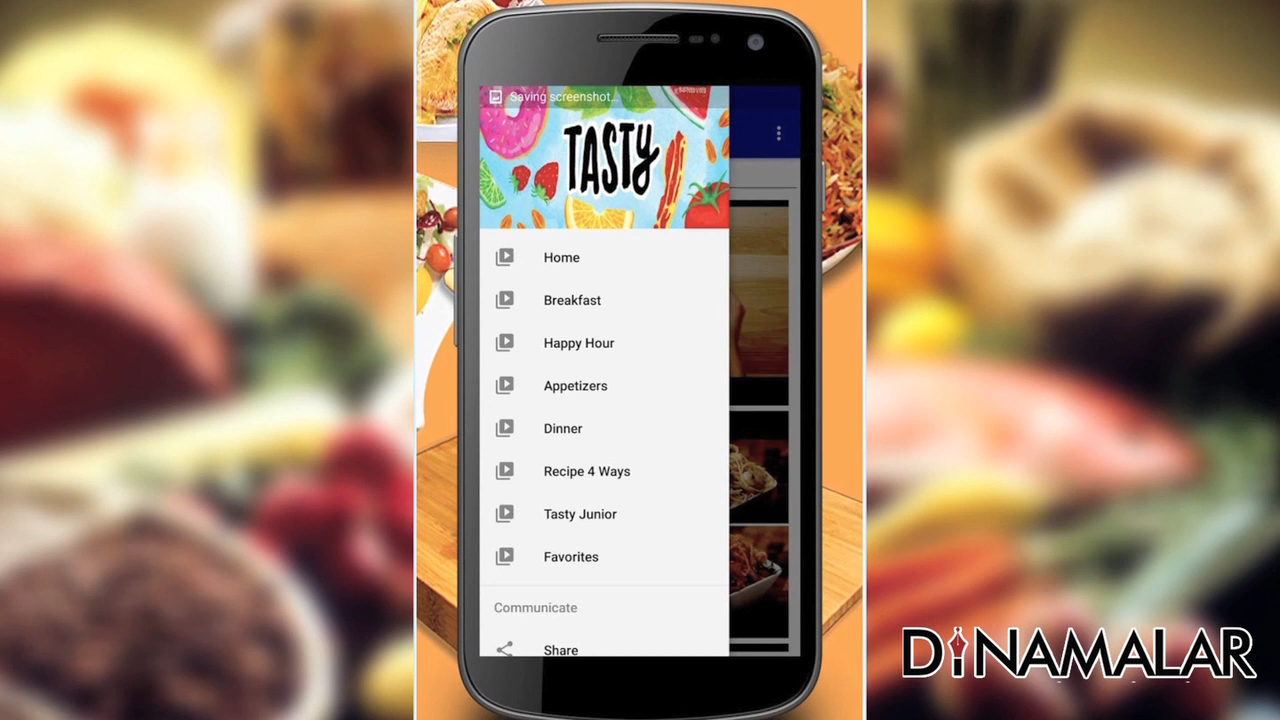 Saving screenshot...
TASTY
Home
Breakfast
Happy Hour
Appetizers
Dinner
Recipe 4 Ways
Tasty Junior
Favorites
Communicate
Share
DINAMALAR